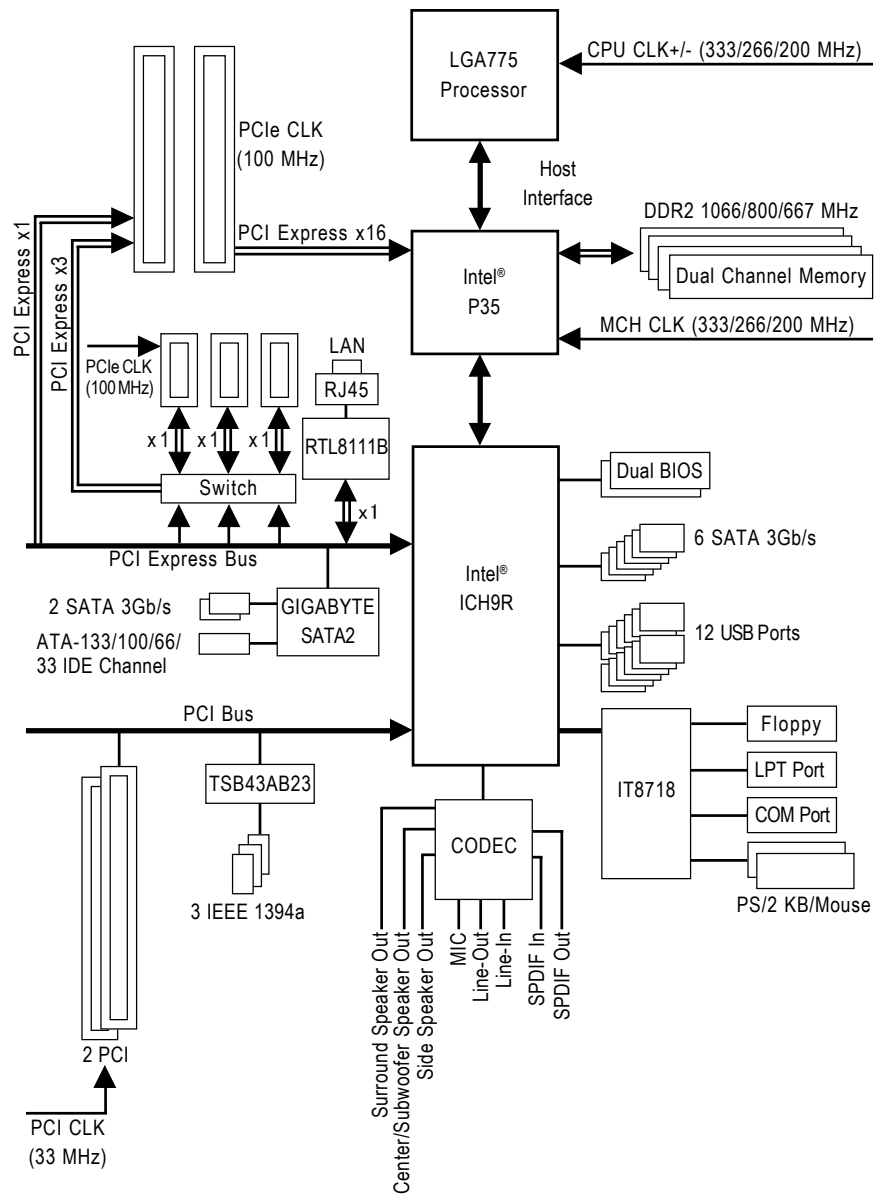 LGA775
Processor
CPU CLK+/- (333/266/200 MHz)
PCIe CLK
(100 MHz)
Host
Interface
DDR2 1066/800/667 MHz
Dual Channel Memory
PCI Express x1
PCI Express x3
PCI Express x16
Intel®
P35
MCH CLK (333/266/200 MHz)
PCIe CLK
(100 MHz)
LAN
RJ45
RTL8111B
x1
x1
x1
x1
Switch
PCI Express Bus
Dual BIOS
Intel®
ICH9R
6 SATA 3Gb/s
2 SATA 3Gb/s
GIGABYTE
SATA2
ATA-133/100/66/
33 IDE Channel
12 USB Ports
PCI Bus
TSB43AB23
3 IEEE 1394a
IT8718
Floppy
LPT Port
COM Port
PS/2 KB/Mouse
CODEC
Surround Speaker Out
Center/Subwoofer Speaker Out
Side Speaker Out
MIC
Line-Out
Line-In
SPDIF In
SPDIF Out
2 PCI
PCI CLK
(33 MHz)